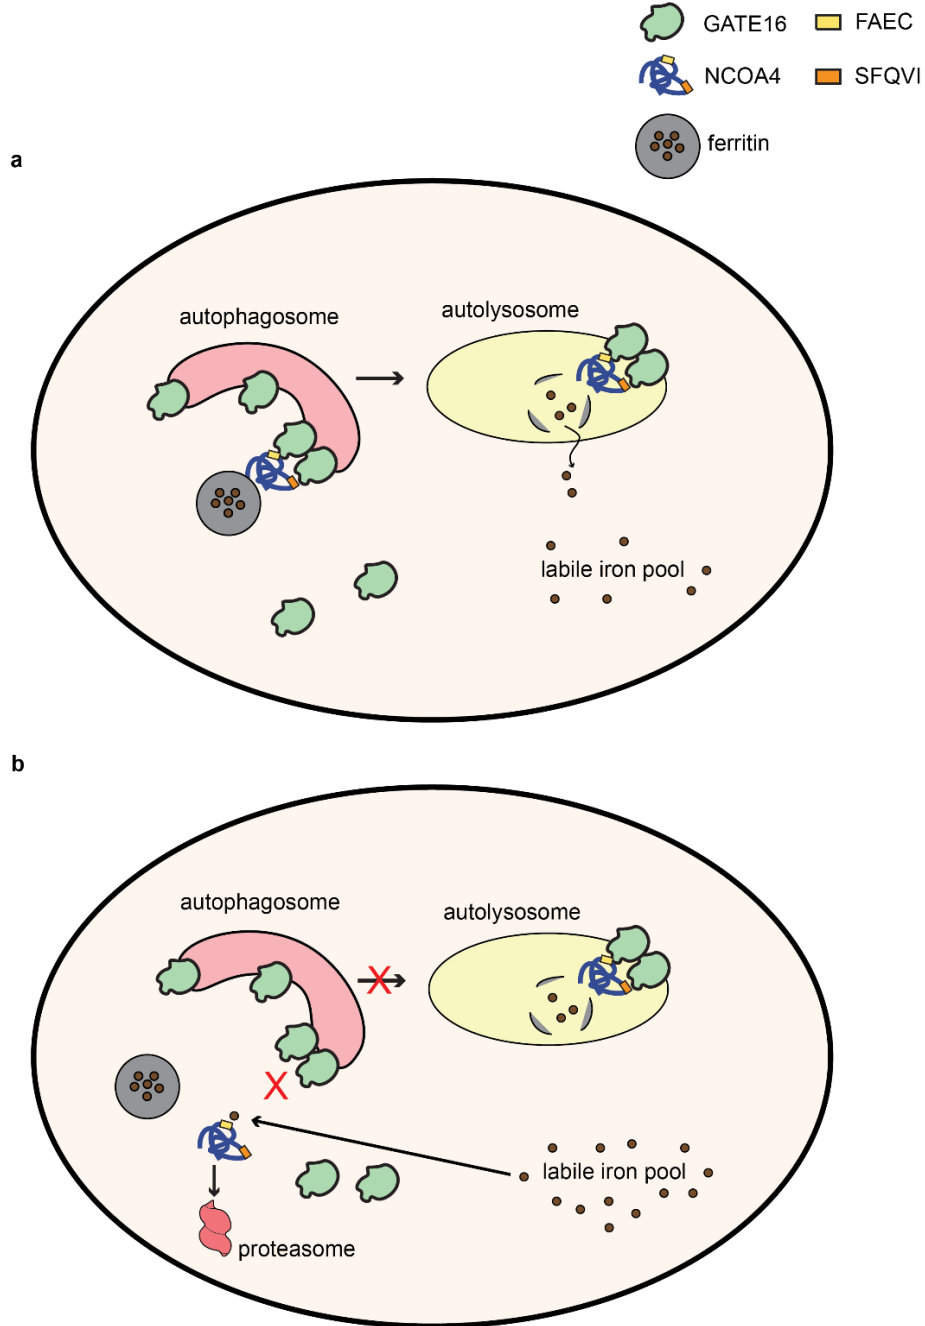 GATE16
FAEC
NCOA4
SFQVI
ferritin
a
autophagosome
autolysosome
labile iron pool
b
autophagosome
autolysosome
X
X
labile iron pool
proteasome